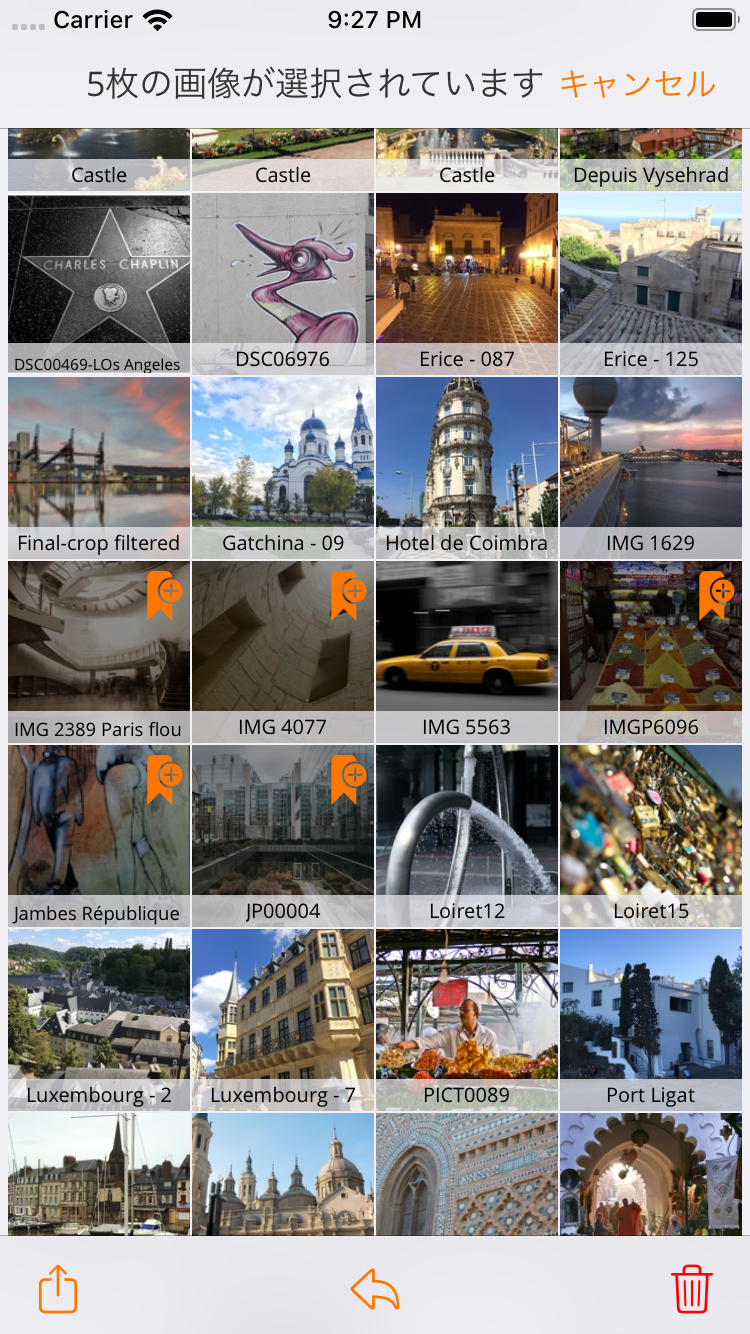 Carrier 9:27 PM
5枚の画像が選択されています キャンセル
Castle Castle Castle Depuis Vysehrad
CHARLES CHAPLIN
DSC00469-LOs Angeles DSC06976 Erice - 087 Erice - 125
Final-crop filtered Gatchina - 09 Hotel de Coimbra IMG 1629
IMG 2389 Paris flou IMG 4077 IMG 5563 IMGP6096
Jambes République JP00004 Loiret12 Loiret15
Luxembourg - 2 Luxembourg - 7 PICT0089 Port Ligat